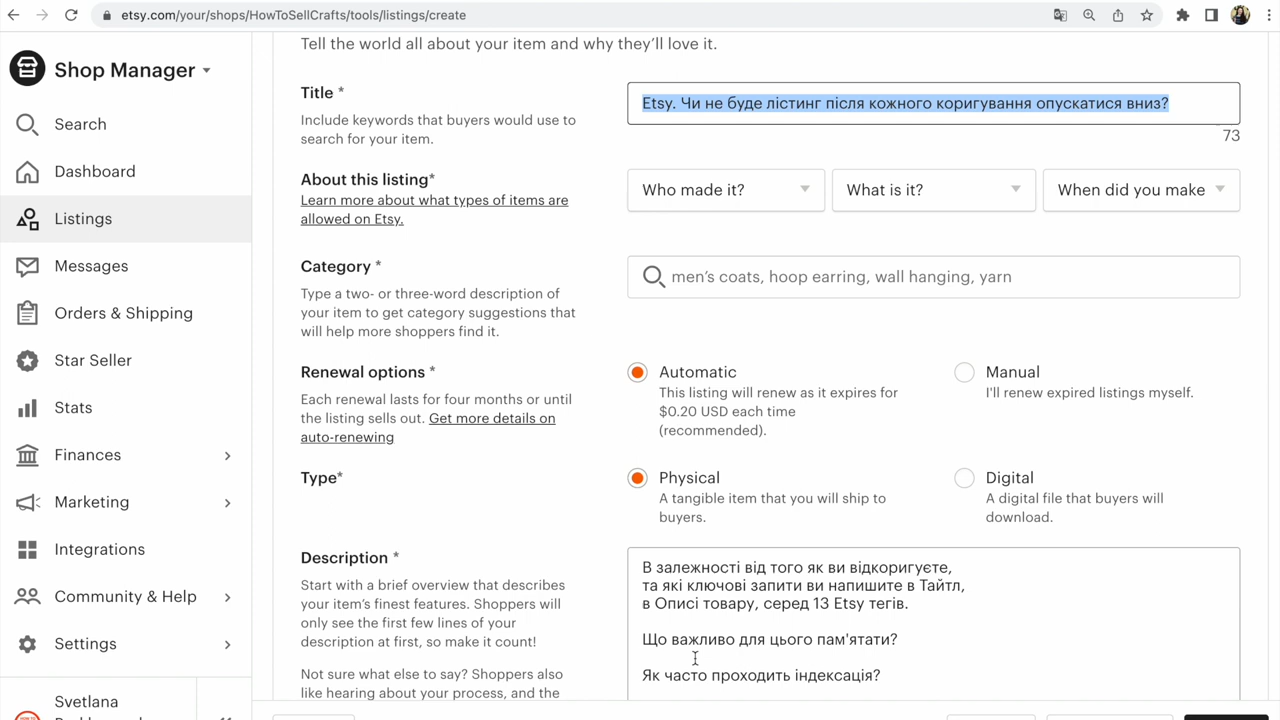 etsy.com/your/shops/HowToSellCrafts/tools/listings/create
Tell the world all about your item and why they'll love it.
Shop Manager
Search
Dashboard
Listings
Messages
Orders & Shipping
Star Seller
Stats
Finances
Marketing
Integrations
Community & Help
Settings
Svetlana
Title *
Include keywords that buyers would use to
search for your item.
Etsy. Чи не буде лістинг після кожного коригування опускатися вниз?
73
About this listing*
Learn more about what types of items are
allowed on Etsy.
Who made it?
What is it?
When did you make
Category *
Type a two- or three-word description of
your item to get category suggestions that
will help more shoppers find it.
men's coats, hoop earring, wall hanging, yarn
Renewal options *
Each renewal lasts for four months or until
the listing sells out. Get more details on
auto-renewing
Automatic
This listing will renew as it expires for
$0.20 USD each time
(recommended).
Manual
I'll renew expired listings myself.
Type*
Physical
A tangible item that you will ship to
buyers.
Digital
A digital file that buyers will
download.
Description *
Start with a brief overview that describes
your item's finest features. Shoppers will
only see the first few lines of your
description at first, so make it count!
Not sure what else to say? Shoppers also
like hearing about your process, and the
В залежності від того як ви відкоригуєте,
та які ключові запити ви напишите в Тайтл,
в Описі товару, серед 13 Etsy тегів.
Що важливо для цього пам'ятати?
Як часто проходить індексація?